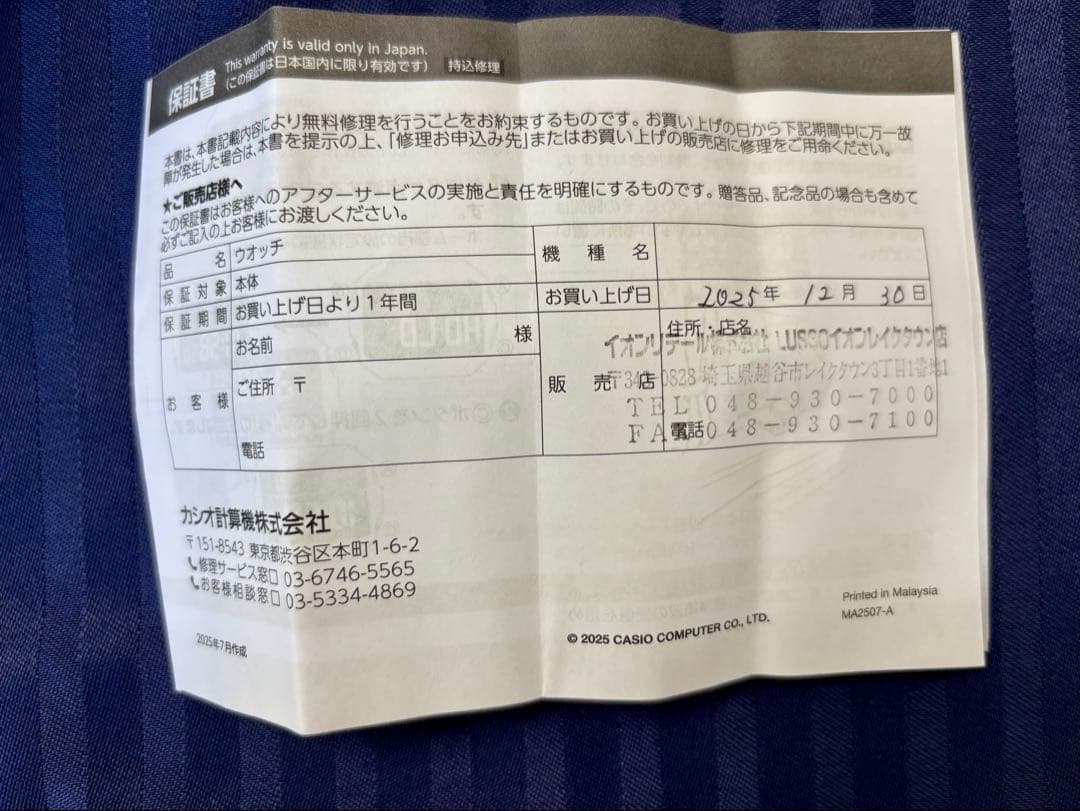 保証書 This warranty is valid only in Japan.
(この保証書は日本国内に限り有効です) 持込修理
本書は、本書記載内容により無料修理を行うことをお約束するものです。お買い上げの日から下記期間中に万一故
障が発生した場合は、本書を提示の上、「修理お申込み先」またはお買い上げの販売店に修理をご用命ください。
★ご販売店様へ
この保証書はお客様へのアフターサービスの実施と責任を明確にするものです。贈答品、記念品の場合も含めて
必ずご記入の上お客様にお渡しください。
品名 ウオッチ 機種名
保証対象 本体
保証期間 お買い上げ日より1年間 お買い上げ日 2025年 12月 30日
お客様 お名前 様
ご住所 〒
電話
販売店 住所・店名
イオンリテール株式会社 LUSSOイオンレイクタウン店
〒34 0828 埼玉県越谷市レイクタウン3丁目1番地1
TEL 048-930-7000
電話
FA 048-930-7100
カシオ計算機株式会社
〒151-8543 東京都渋谷区本町1-6-2
修理サービス窓口 03-6746-5565
お客様相談窓口 03-5334-4869
2025年7月作成
© 2025 CASIO COMPUTER CO., LTD.
Printed in Malaysia
MA2507-A